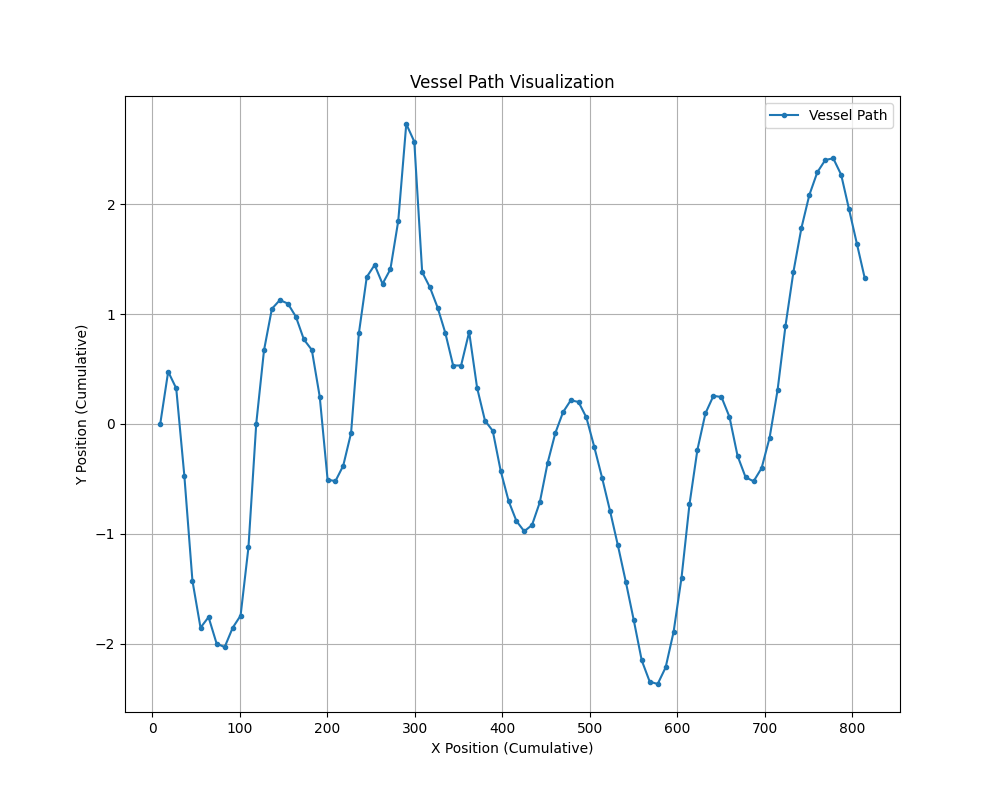 Vessel Path Visualization
Vessel Path
Y Position (Cumulative)
2
1
0
−1
−2
0 100 200 300 400 500 600 700 800
X Position (Cumulative)